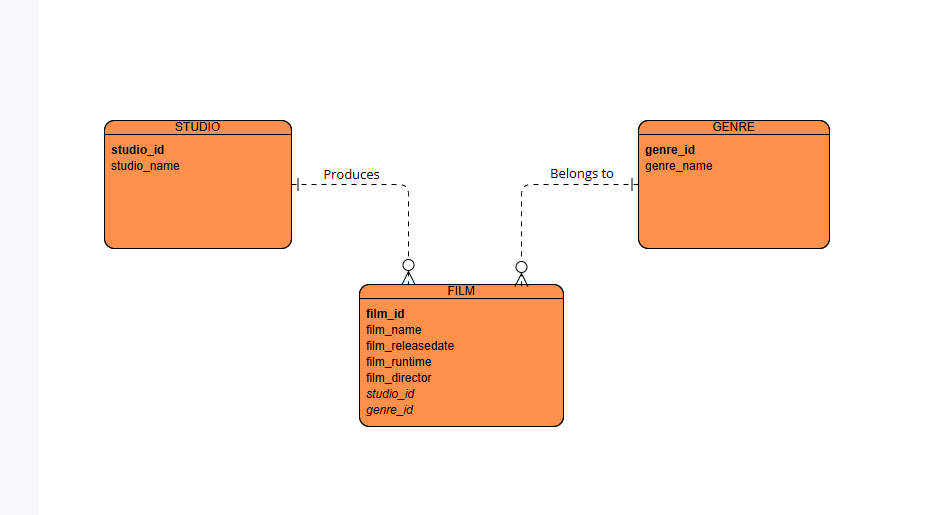 STUDIO
studio_id
studio_name
Produces
Belongs to
GENRE
genre_id
genre_name
FILM
film_id
film_name
film_releasedate
film_runtime
film_director
studio_id
genre_id